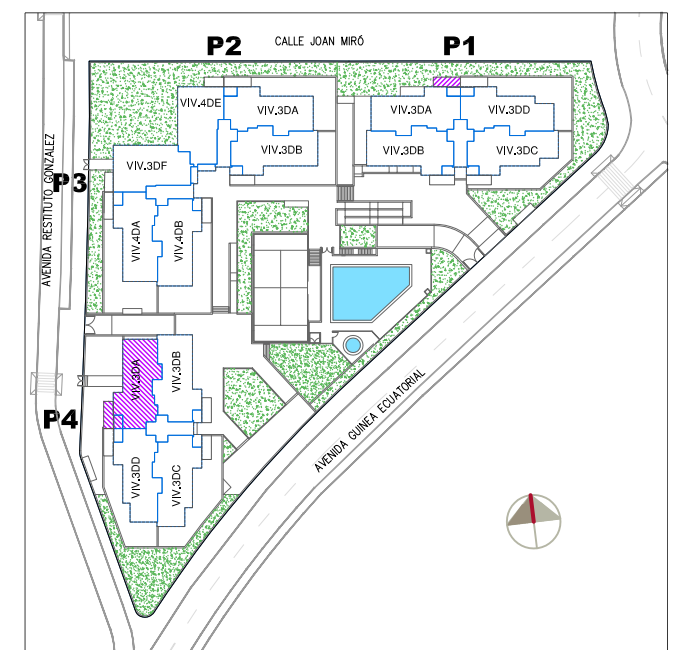 P2
CALLE JOAN MIRÓ
P1
VIV.4DE
VIV.3DA
VIV.3DB
VIV.3DA
VIV.3DD
VIV.3DB
VIV.3DC
AVENIDA RESTITUTO GONZALEZ
P3
VIV.3DF
VIV.4DA
VIV.4DB
P4
VIV.3DA
VIV.3DB
VIV.3DD
VIV.3DC
AVENIDA GUINEA ECUATORIAL